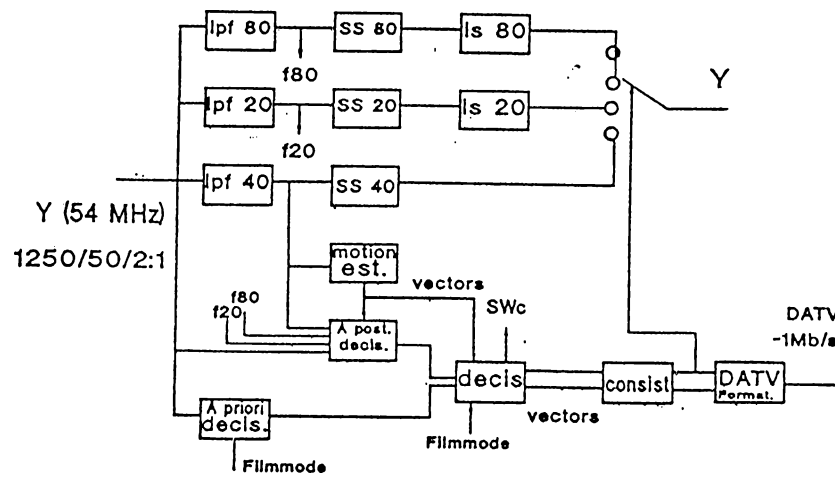 lpf 80
SS 80
ls 80
f80
Y
lpf 20
SS 20
ls 20
f20
lpf 40
SS 40
Y (54 MHz)
1250/50/2:1
motion
est.
vectors
f80
f20
SWc
DATV
~1Mb/s
A post.
decis.
decis
consist
DATV
Format.
A priori
decis.
vectors
Filmmode
Filmmode